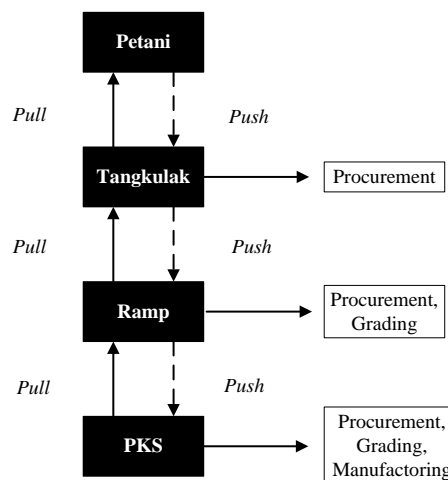 Petani
Pull
Push
Tangkulak
Procurement
Pull
Push
Ramp
Procurement,
Grading
Pull
Push
PKS
Procurement,
Grading,
Manufactoring